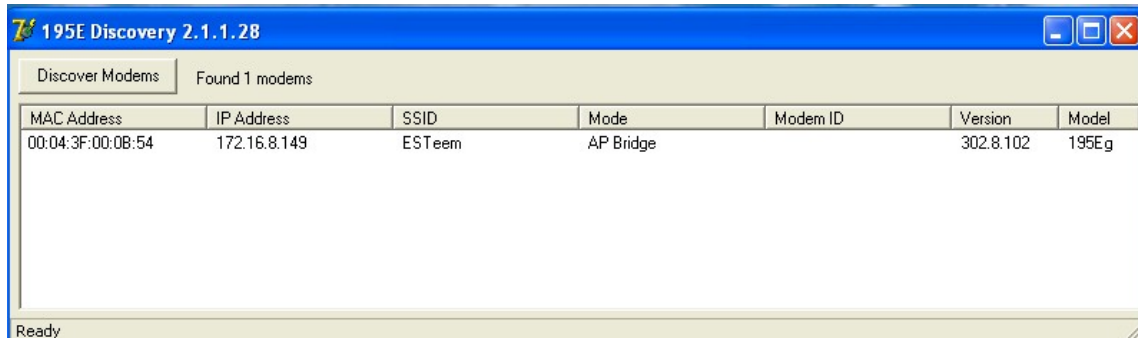 195E Discovery 2.1.1.28
Discover Modems Found 1 modems
MAC Address IP Address SSID Mode Modem ID Version Model
00:04:3F:00:0B:54 172.16.8.149 ESTeem AP Bridge 302.8.102 195Eg
Ready